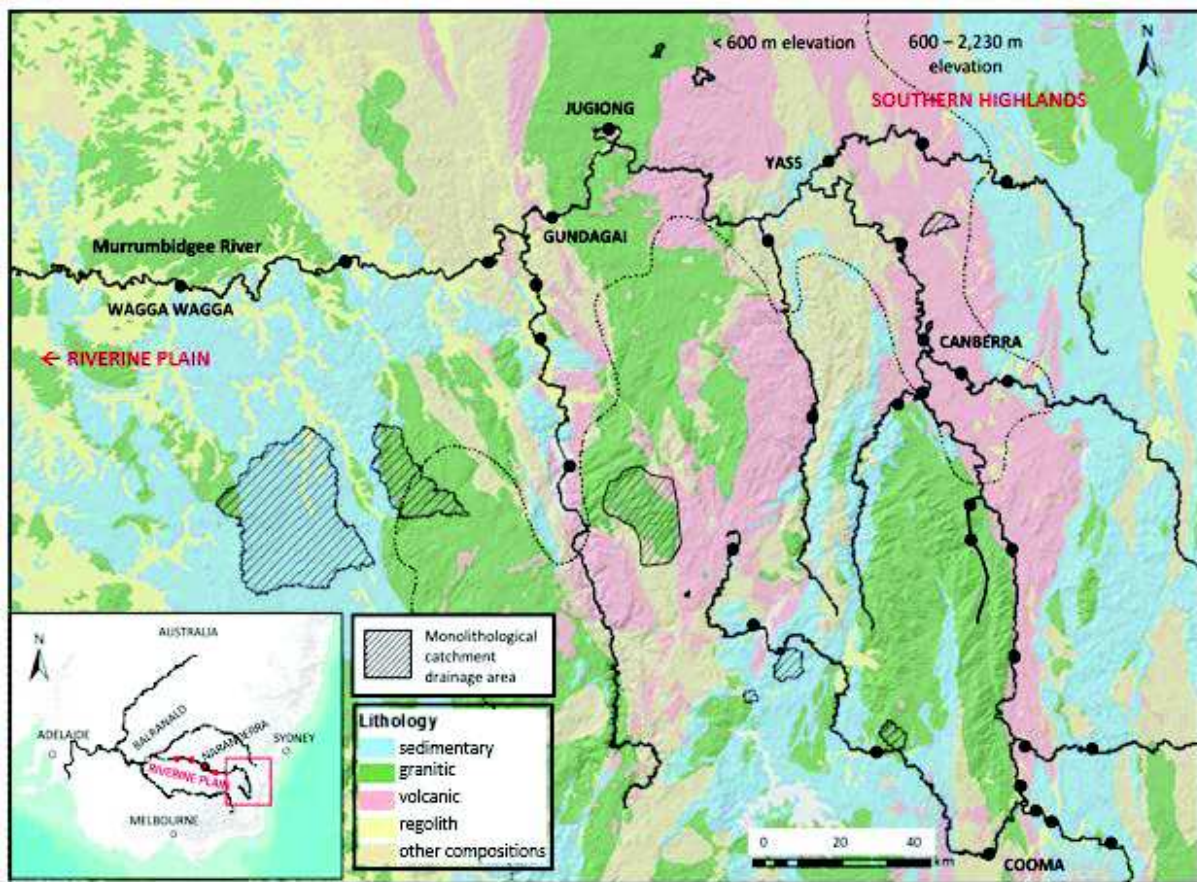 < 600 m elevation
600 – 2,230 m
elevation
N
SOUTHERN HIGHLANDS
JUGIONG
YASS
GUNDAGAI
Murrumbidgee River
WAGGA WAGGA
CANBERRA
← RIVERINE PLAIN
N
AUSTRALIA
ADELAIDE
BALRANALD
NARANDERRA
SYDNEY
RIVERINE PLAIN
MELBOURNE
Monolithological
catchment
drainage area
Lithology
sedimentary
granitic
volcanic
regolith
other compositions
0 20 40
km
COOMA